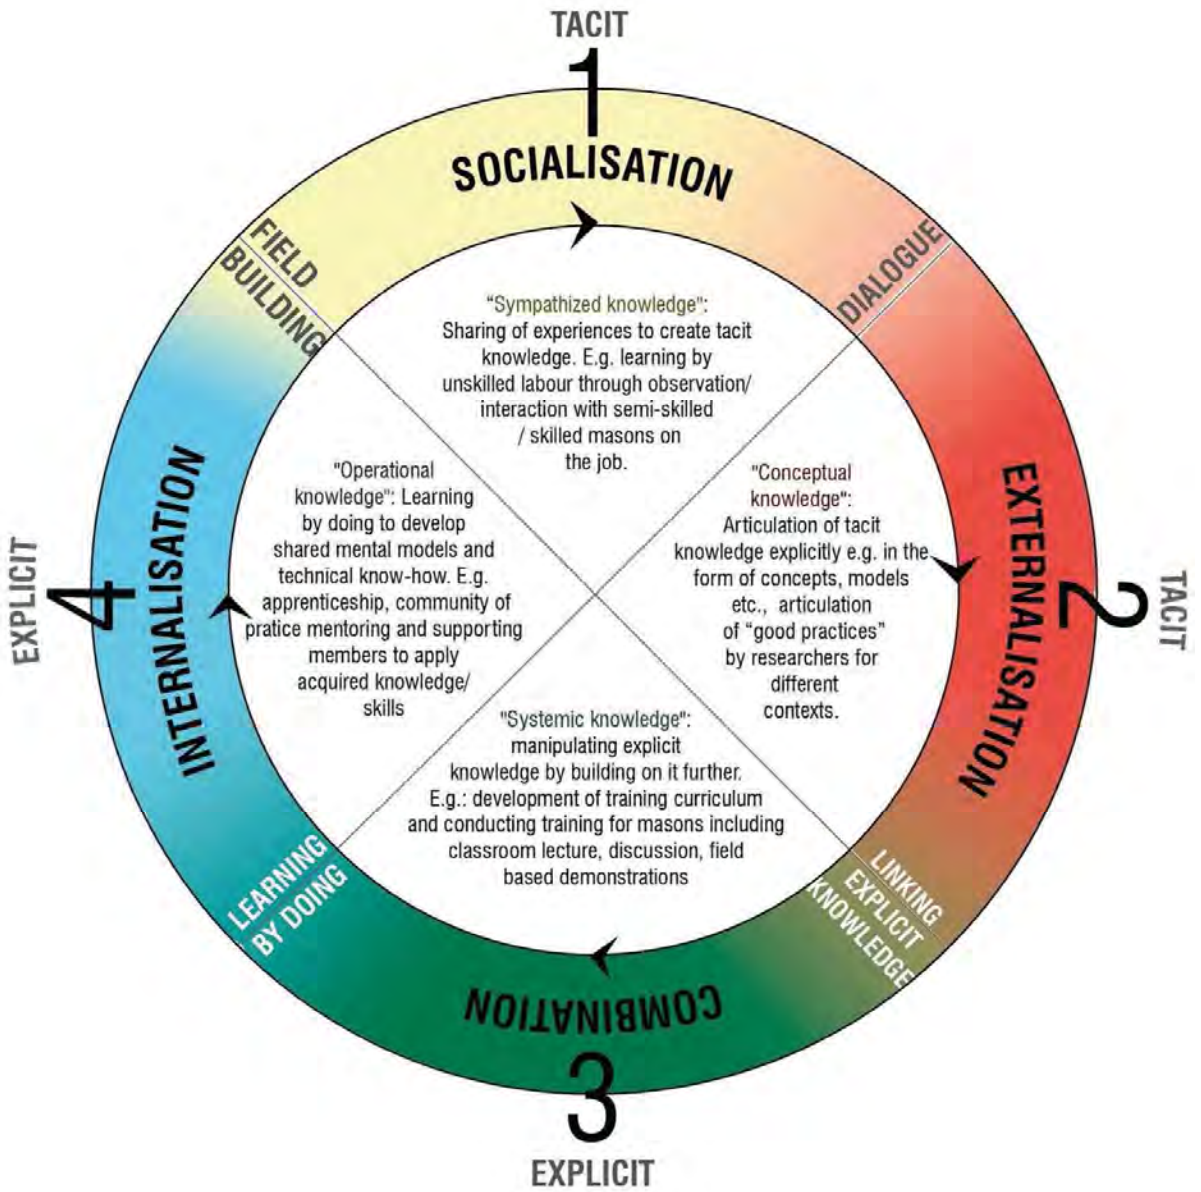 TACIT
1
SOCIALISATION
FIELD
BUILDING
DIALOGUE
"Sympathized knowledge":
Sharing of experiences to create tacit
knowledge. E.g. learning by
unskilled labour through observation/
interaction with semi-skilled
/ skilled masons on
the job.
"Conceptual
knowledge":
Articulation of tacit
knowledge explicitly e.g. in the
form of concepts, models
etc., articulation
of “good practices”
by researchers for
different
contexts.
EXTERNALISATION
2
TACIT
LINKING
EXPLICIT
KNOWLEDGE
"Systemic knowledge":
manipulating explicit
knowledge by building on it further.
E.g.: development of training curriculum
and conducting training for masons including
classroom lecture, discussion, field
based demonstrations
COMBINATION
3
EXPLICIT
LEARNING
BY DOING
"Operational
knowledge": Learning
by doing to develop
shared mental models and
technical know-how. E.g.
apprenticeship, community of
pratice mentoring and supporting
members to apply
acquired knowledge/
skills
INTERNALISATION
4
EXPLICIT